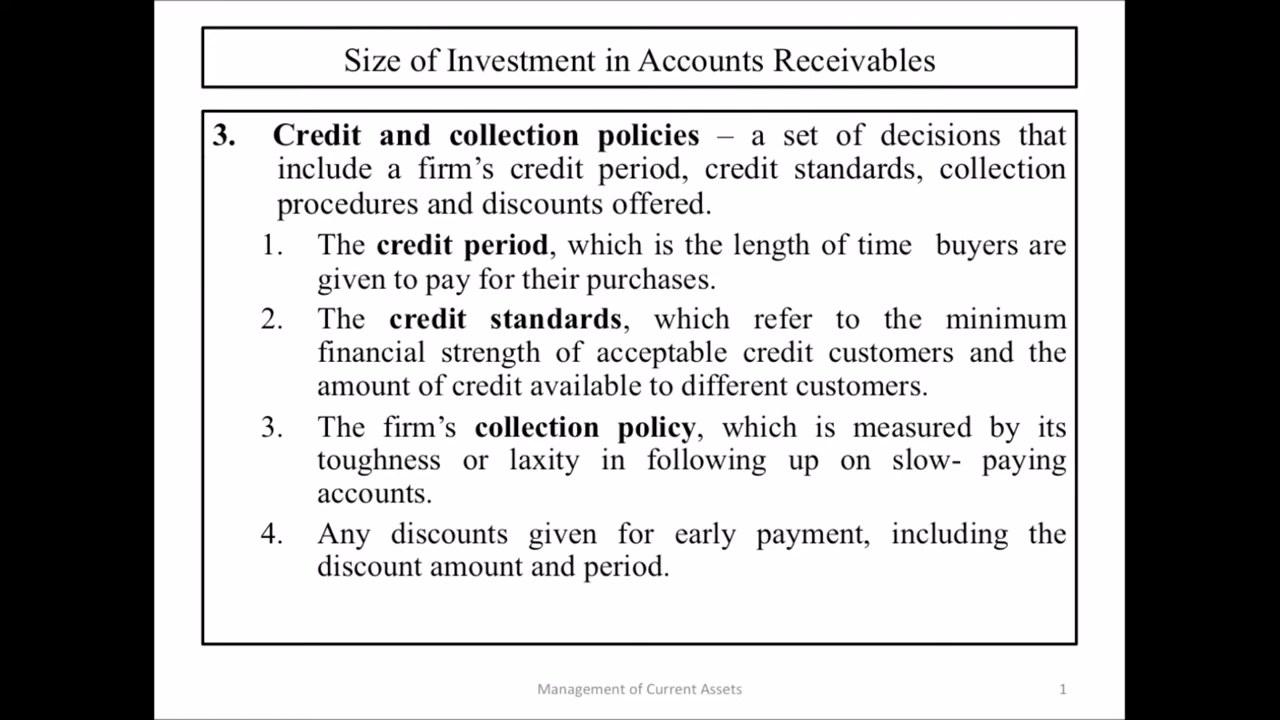 Size of Investment in Accounts Receivables
3. Credit and collection policies – a set of decisions that
include a firm’s credit period, credit standards, collection
procedures and discounts offered.
1. The credit period, which is the length of time buyers are
given to pay for their purchases.
2. The credit standards, which refer to the minimum
financial strength of acceptable credit customers and the
amount of credit available to different customers.
3. The firm’s collection policy, which is measured by its
toughness or laxity in following up on slow- paying
accounts.
4. Any discounts given for early payment, including the
discount amount and period.
Management of Current Assets 1